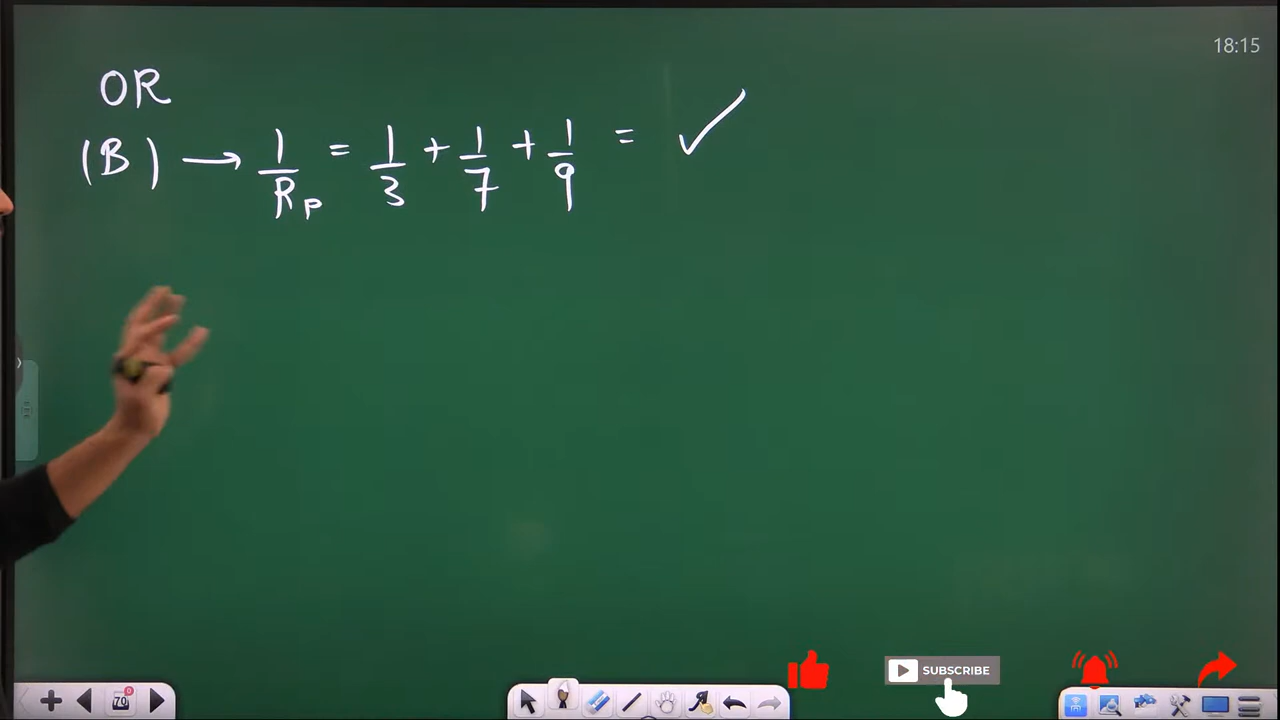 18:15
OR
(B) → 1/Rp = 1/3 + 1/7 + 1/9 = ✓
70
SUBSCRIBE